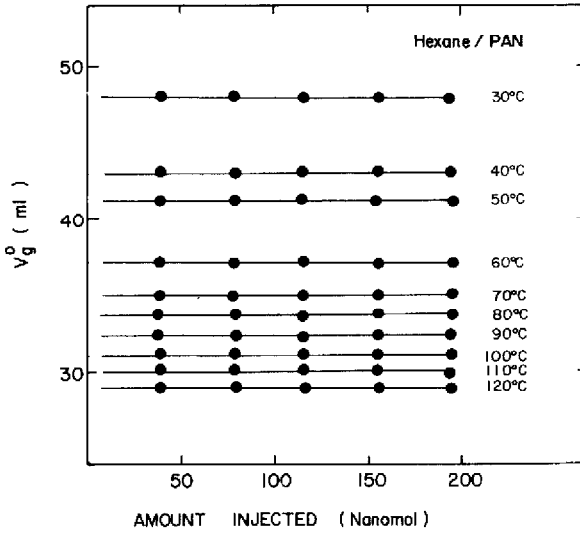 Hexane / PAN
50
40
30
V_g^o ( ml )
30°C
40°C
50°C
60°C
70°C
80°C
90°C
100°C
110°C
120°C
50
100
150
200
AMOUNT INJECTED ( Nanomol )